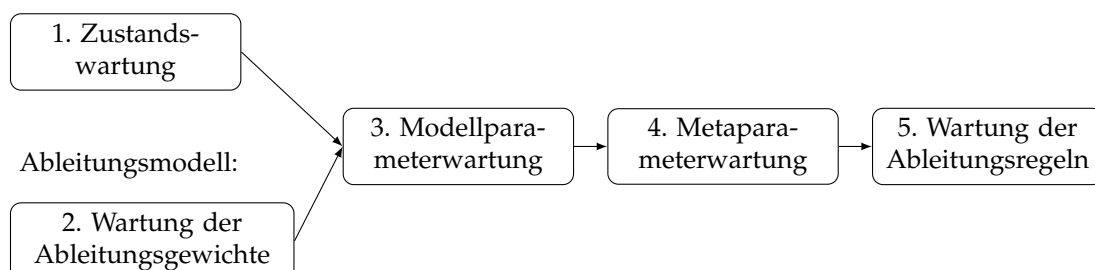 1. Zustands-
wartung
3. Modellpara-
meterwartung
4. Metapara-
meterwartung
5. Wartung der
Ableitungsregeln
Ableitungsmodell:
2. Wartung der
Ableitungsgewichte